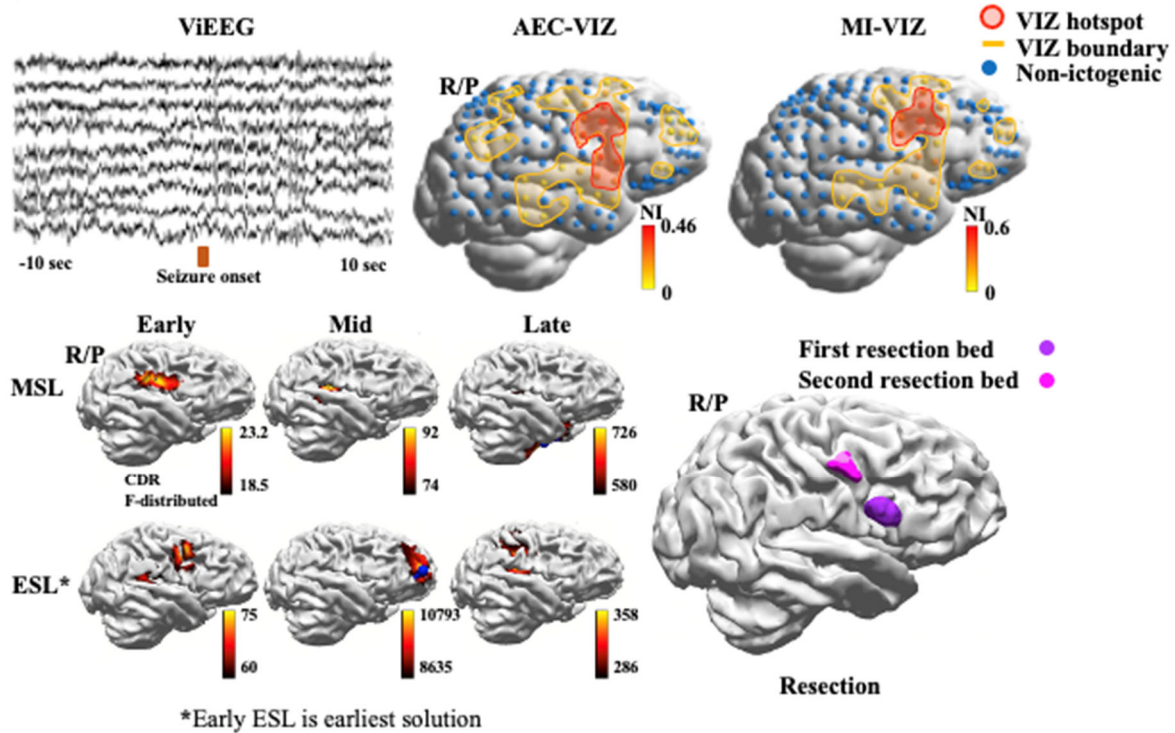 ViEEG
AEC-VIZ
MI-VIZ
VIZ hotspot
VIZ boundary
Non-ictogenic
R/P
NI
0.46
0
NI
0.6
0
-10 sec
Seizure onset
10 sec
Early
Mid
Late
R/P
MSL
23.2
18.5
CDR
F-distributed
92
74
726
580
ESL*
75
60
10793
8635
358
286
*Early ESL is earliest solution
First resection bed
Second resection bed
R/P
Resection